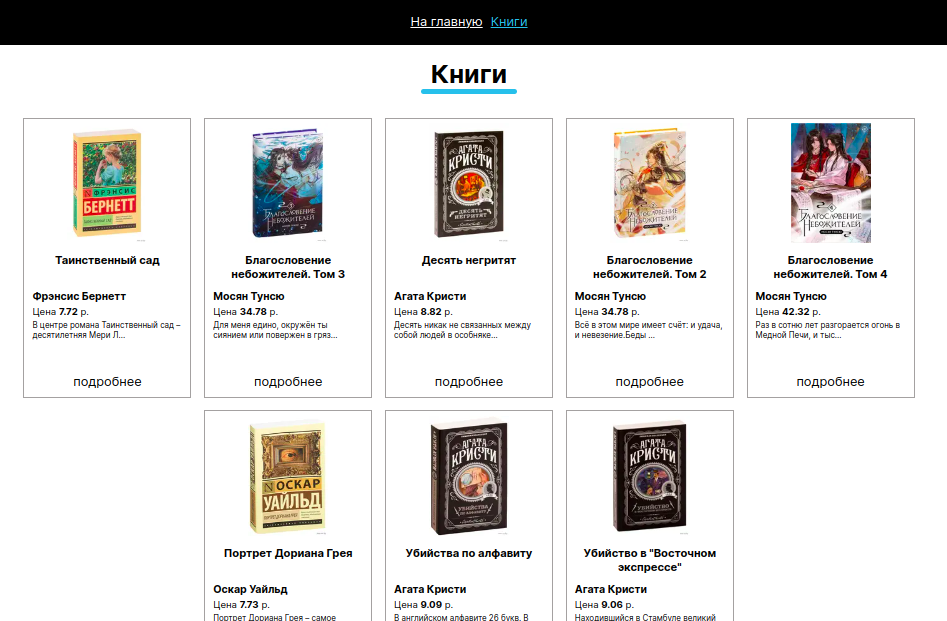 На главную Книги
Книги
ФРЭНСИС
БЕРНЕТТ
Таинственный сад
Фрэнсис Бернетт
Цена 7.72 р.
В центре романа Таинственный сад –
десятилетняя Мери Л...
подробнее
БЛАГОСЛОВЕНИЕ
НЕБОЖИТЕЛЕЙ
Благословение
небожителей. Том 3
Мосян Тунсю
Цена 34.78 р.
Для меня едино, окружён ты
сиянием или повержен в гряз...
подробнее
АГАТА
КРИСТИ
ДЕСЯТЬ
НЕГРИТЯТ
Десять негритят
Агата Кристи
Цена 8.82 р.
Десять никак не связанных между
собой людей в особняке...
подробнее
БЛАГОСЛОВЕНИЕ
НЕБОЖИТЕЛЕЙ
Благословение
небожителей. Том 2
Мосян Тунсю
Цена 34.78 р.
Всё в этом мире имеет счёт: и удача,
и невезение.Беды ...
подробнее
БЛАГОСЛОВЕНИЕ
НЕБОЖИТЕЛЕЙ
Благословение
небожителей. Том 4
Мосян Тунсю
Цена 42.32 р.
Раз в сотню лет разгорается огонь в
Медной Печи, и тыс...
подробнее
ОСКАР
УАЙЛЬД
Портрет Дориана Грея
Оскар Уайльд
Цена 7.73 р.
Портрет Дориана Грея – самое
АГАТА
КРИСТИ
УБИЙСТВА
ПО АЛФАВИТУ
Убийства по алфавиту
Агата Кристи
Цена 9.09 р.
В английском алфавите 26 букв. В
АГАТА
КРИСТИ
УБИЙСТВО
Убийство в "Восточном
экспрессе"
Агата Кристи
Цена 9.06 р.
Находившийся в Стамбуле великий